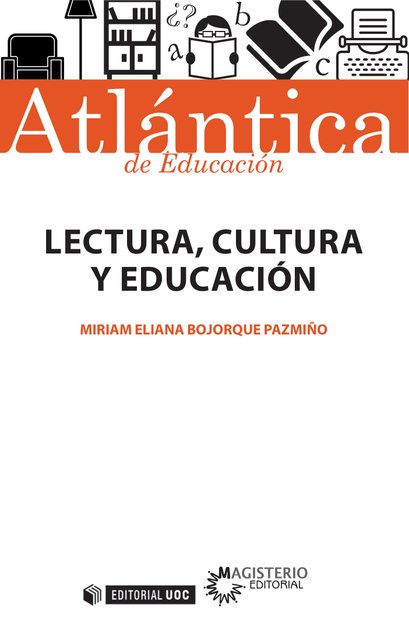 ¿?
b
a
c
Atlántica
de Educación
LECTURA, CULTURA
Y EDUCACIÓN
MIRIAM ELIANA BOJORQUE PAZMIÑO
EDITORIAL UOC
MAGISTERIO
EDITORIAL